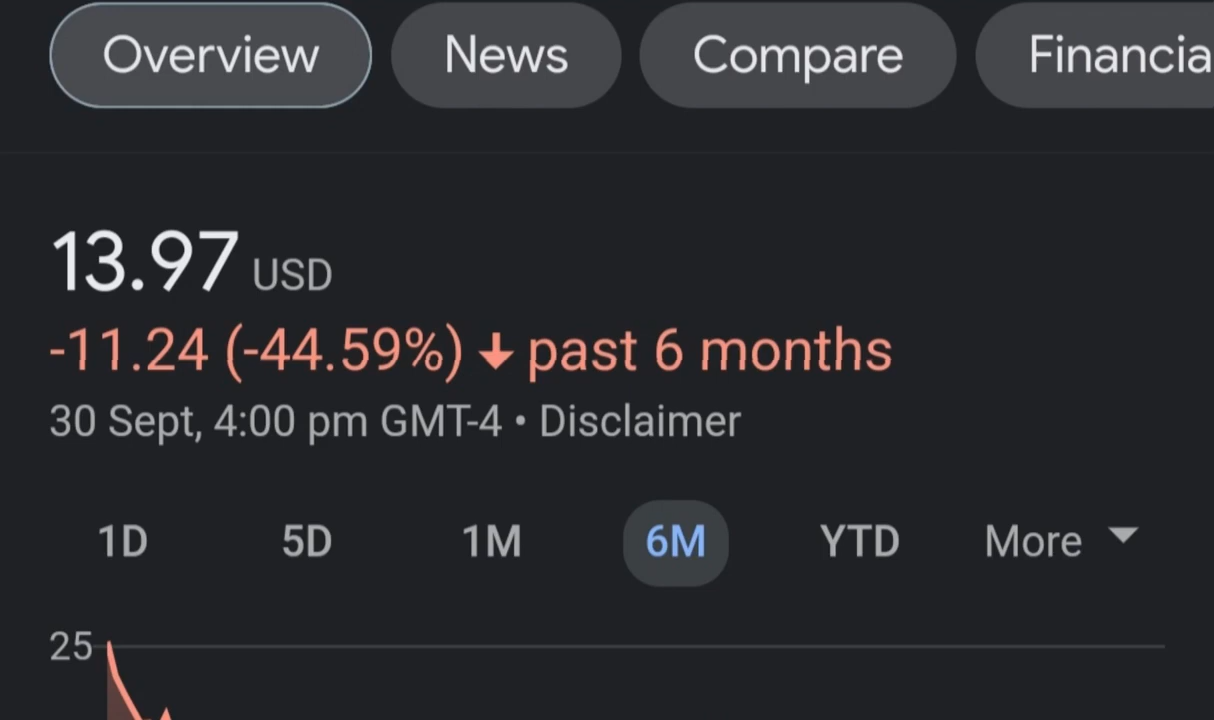 Overview News Compare Financia
13.97 USD
-11.24 (-44.59%) ↓ past 6 months
30 Sept, 4:00 pm GMT-4 • Disclaimer
1D 5D 1M 6M YTD More
25